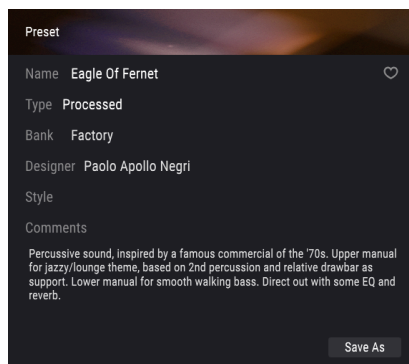 Preset
Name Eagle Of Fernet
Type Processed
Bank Factory
Designer Paolo Apollo Negri
Style
Comments
Percussive sound, inspired by a famous commercial of the '70s. Upper manual
for jazzy/lounge theme, based on 2nd percussion and relative drawbar as
support. Lower manual for smooth walking bass. Direct out with some EQ and
reverb.
Save As